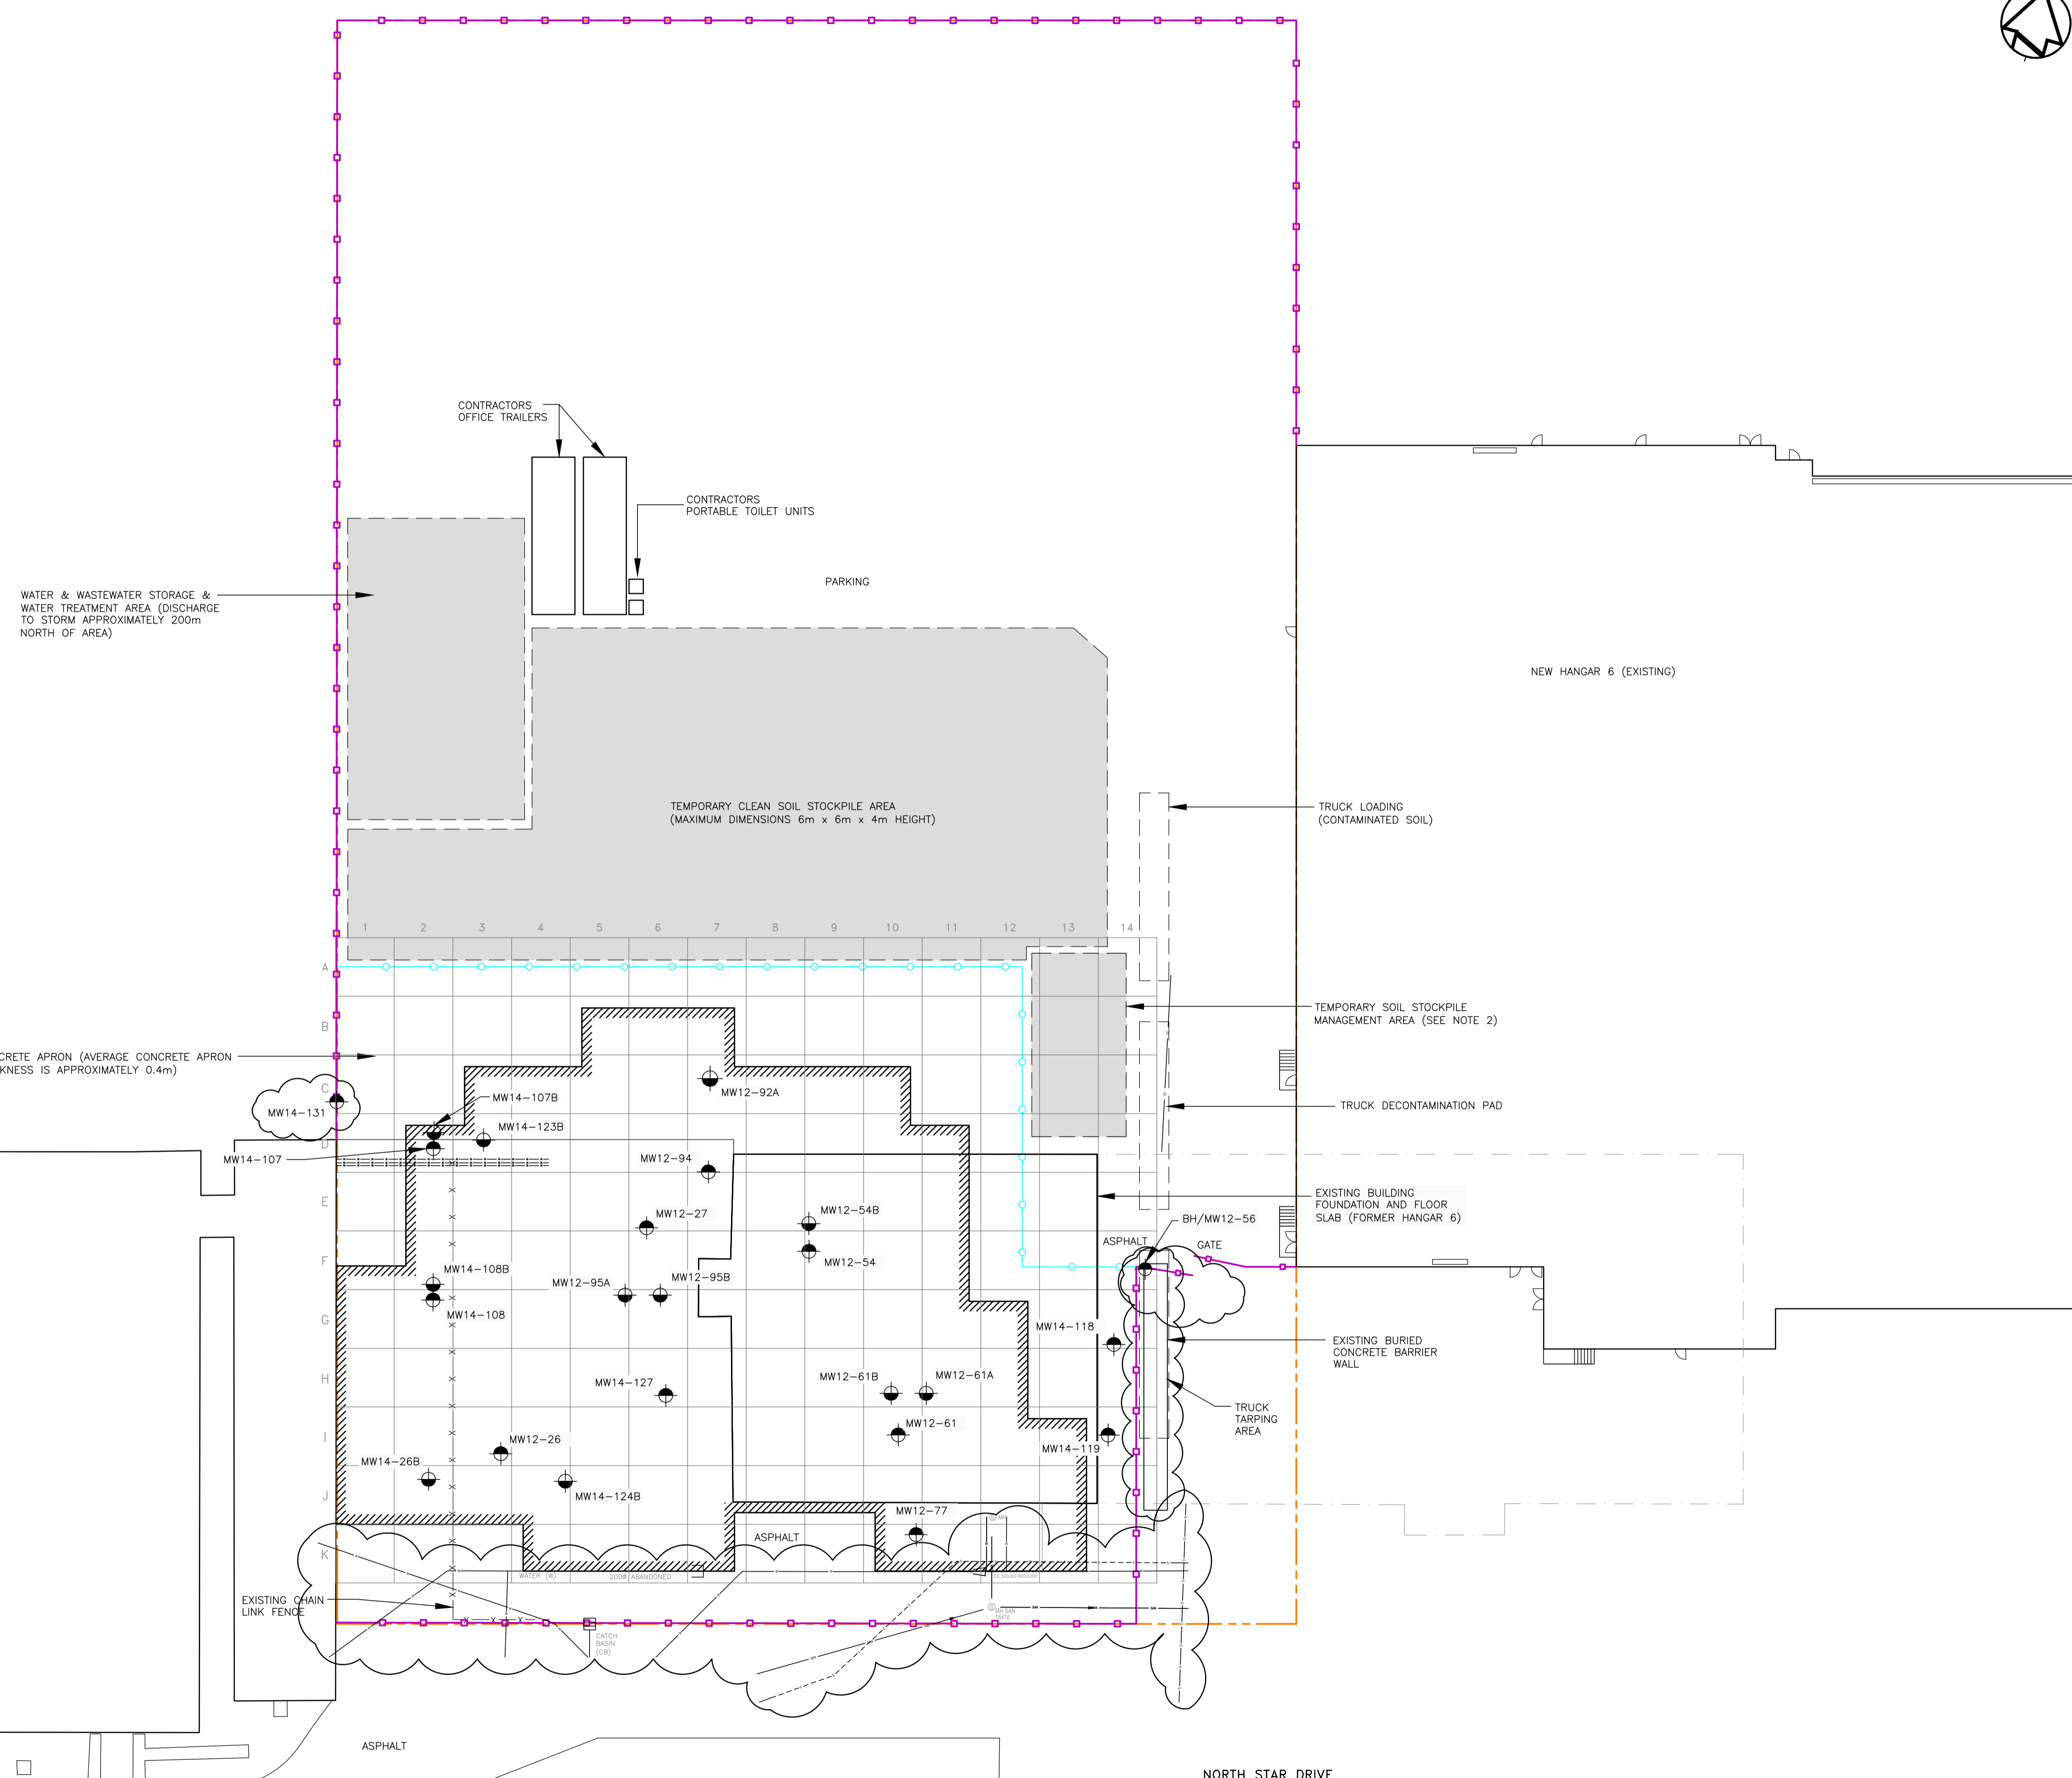 CONTRACTORS
OFFICE TRAILERS
CONTRACTORS
PORTABLE TOILET UNITS
PARKING
WATER & WASTEWATER STORAGE &
WATER TREATMENT AREA (DISCHARGE
TO STORM APPROXIMATELY 200m
NORTH OF AREA)
NEW HANGAR 6 (EXISTING)
TEMPORARY CLEAN SOIL STOCKPILE AREA
(MAXIMUM DIMENSIONS 6m x 6m x 4m HEIGHT)
TRUCK LOADING
(CONTAMINATED SOIL)
1 2 3 4 5 6 7 8 9 10 11 12 13 14
A
B
C
D
E
F
G
H
I
J
K
TEMPORARY SOIL STOCKPILE
MANAGEMENT AREA (SEE NOTE 2)
CRETE APRON (AVERAGE CONCRETE APRON
KNESS IS APPROXIMATELY 0.4m)
MW14-131
MW12-92A
MW14-107B
MW14-123B
MW14-107
MW12-94
TRUCK DECONTAMINATION PAD
EXISTING BUILDING
FOUNDATION AND FLOOR
SLAB (FORMER HANGAR 6)
MW12-27
MW12-54B
MW12-54
BH/MW12-56
ASPHALT
GATE
MW14-108B
MW14-108
MW12-95A
MW12-95B
MW14-118
EXISTING BURIED
CONCRETE BARRIER
WALL
MW14-127
MW12-61B
MW12-61A
MW12-61
TRUCK
TARPING
AREA
MW14-119
MW12-26
MW14-26B
MW14-124B
MW12-77
ASPHALT
MH
WATER (W)
200ø ABANDONED
EXISTING CHAIN
LINK FENCE
MH SAN
CATCH
BASIN
(CB)
ASPHALT
NORTH STAR DRIVE